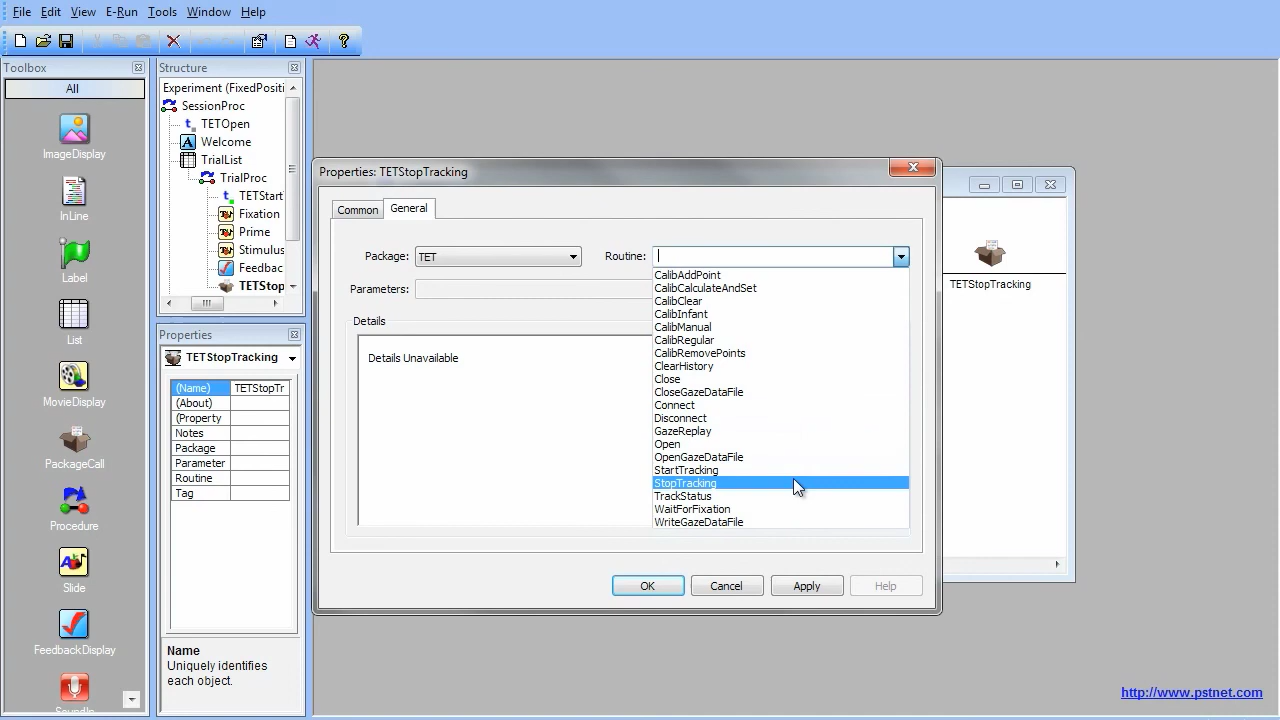 File Edit View E-Run Tools Window Help
Toolbox
All
ImageDisplay
InLine
Label
List
MovieDisplay
PackageCall
Procedure
Slide
FeedbackDisplay
SoundIn
Structure
Experiment (FixedPositi
SessionProc
TETOpen
Welcome
TrialList
TrialProc
TETStart
Fixation
Prime
Stimulus
Feedbac
TETStop
Properties
TETStopTracking
(Name) TETStopTr
(About)
(Property
Notes
Package
Parameter
Routine
Tag
Name
Uniquely identifies
each object.
Properties: TETStopTracking
Common General
Package: TET Routine:
Parameters:
Details
Details Unavailable
CalibAddPoint
CalibCalculateAndSet
CalibClear
CalibInfant
CalibManual
CalibRegular
CalibRemovePoints
ClearHistory
Close
CloseGazeDataFile
Connect
Disconnect
GazeReplay
Open
OpenGazeDataFile
StartTracking
StopTracking
TrackStatus
WaitForFixation
WriteGazeDataFile
OK Cancel Apply Help
TETStopTracking
http://www.pstnet.com